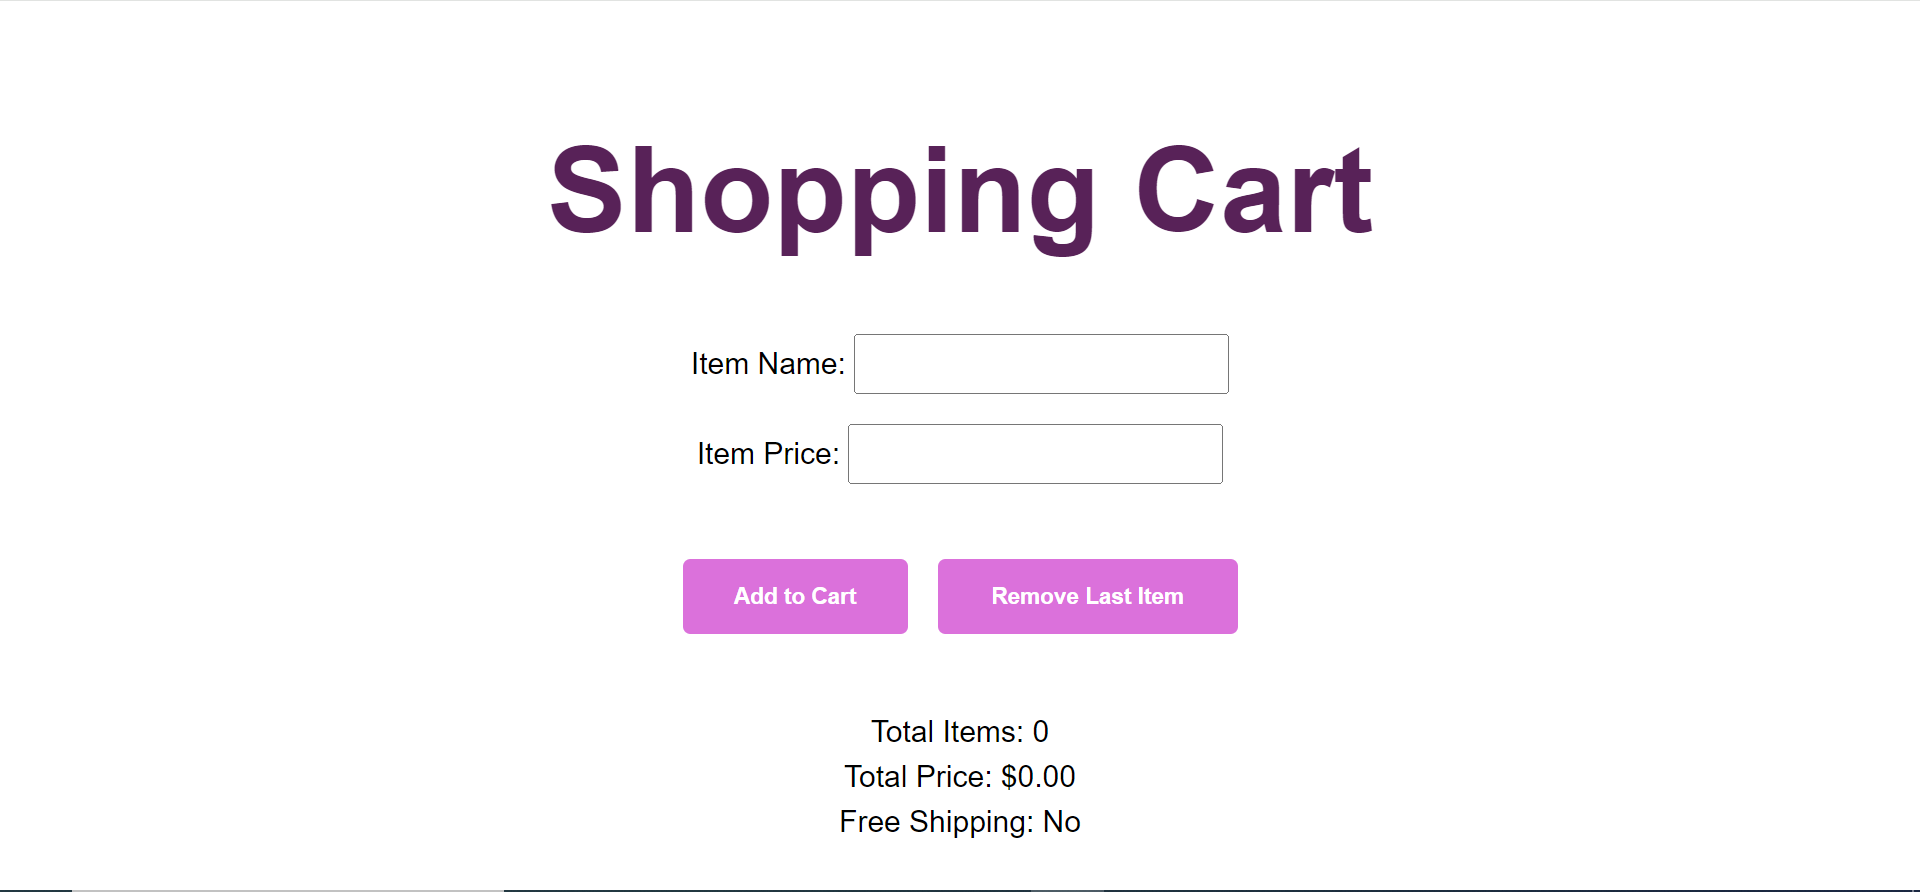 Shopping Cart
Item Name:
Item Price:
Add to Cart Remove Last Item
Total Items: 0
Total Price: $0.00
Free Shipping: No